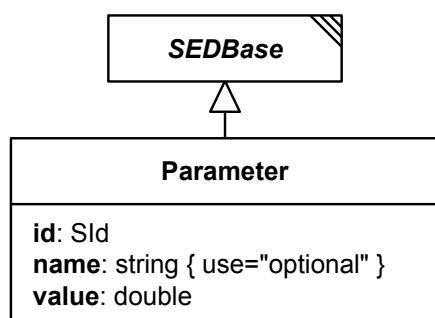 SEDBase
Parameter
id: SId
name: string { use="optional" }
value: double